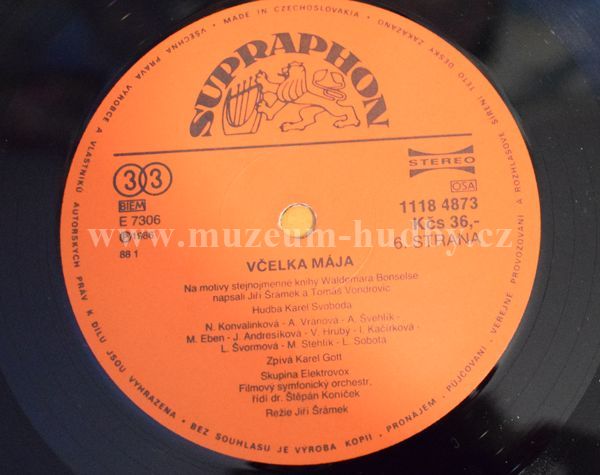 MADE IN CZECHOSLOVAKIA • VŠECHNA PRÁVA VÝROBCE A VLASTNÍKŮ AUTORSKÝCH PRÁV K DÍLU JSOU VYHRAZENA • BEZ SOUHLASU JE VÝROBA KOPIÍ • PRONÁJEM • PŮJČOVÁNÍ • VEŘEJNÉ PROVOZOVÁNÍ A ROZHLASOVÉ ŠÍŘENÍ TÉTO DESKY ZAKÁZÁNO •
SUPRAPHON
33
STEREO
BIEM
OSA
E 7306
1118 4873
Ⓟ 1986
Kčs 36,-
88 1
6. STRANA
www.muzeum-hudby.cz
VČELKA MÁJA
Na motivy stejnojmenné knihy Waldemara Bonselse
napsali Jiří Šrámek a Tomáš Vondrovic
Hudba Karel Svoboda
N. Konvalinková - A. Vránová - A. Švehlík -
M. Eben - J. Andresíková - V. Hrubý - I. Kačírková -
L. Švormová - M. Stehlík - L. Sobota
Zpívá Karel Gott
Skupina Elektrovox
Filmový symfonický orchestr,
řídí dr. Štěpán Koníček
Režie Jiří Šrámek